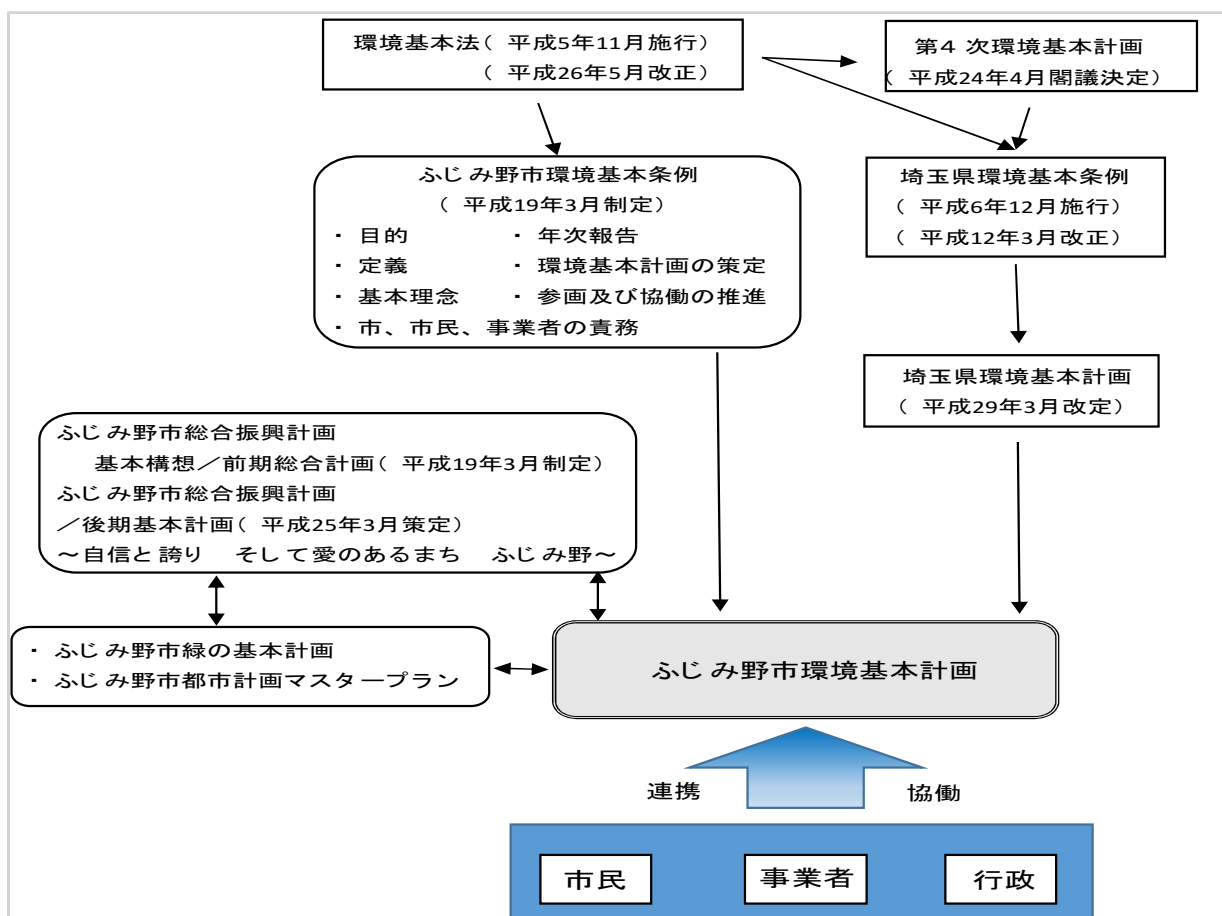 環境基本法( 平成5年11月施行)
( 平成26年5月改正)
第4 次環境基本計画
( 平成24年4月閣議決定)
ふじみ野市環境基本条例
( 平成19年3月制定)
・ 目的 ・ 年次報告
・ 定義 ・ 環境基本計画の策定
・ 基本理念 ・ 参画及び協働の推進
・ 市、市民、事業者の責務
埼玉県環境基本条例
( 平成6年12月施行)
( 平成12年3月改正)
埼玉県環境基本計画
( 平成29年3月改定)
ふじみ野市総合振興計画
基本構想／前期総合計画( 平成19年3月制定)
ふじみ野市総合振興計画
／後期基本計画( 平成25年3月策定)
～自信と誇り そして愛のあるまち ふじみ野～
・ ふじみ野市緑の基本計画
・ ふじみ野市都市計画マスタープラン
ふじみ野市環境基本計画
連携 協働
市民 事業者 行政